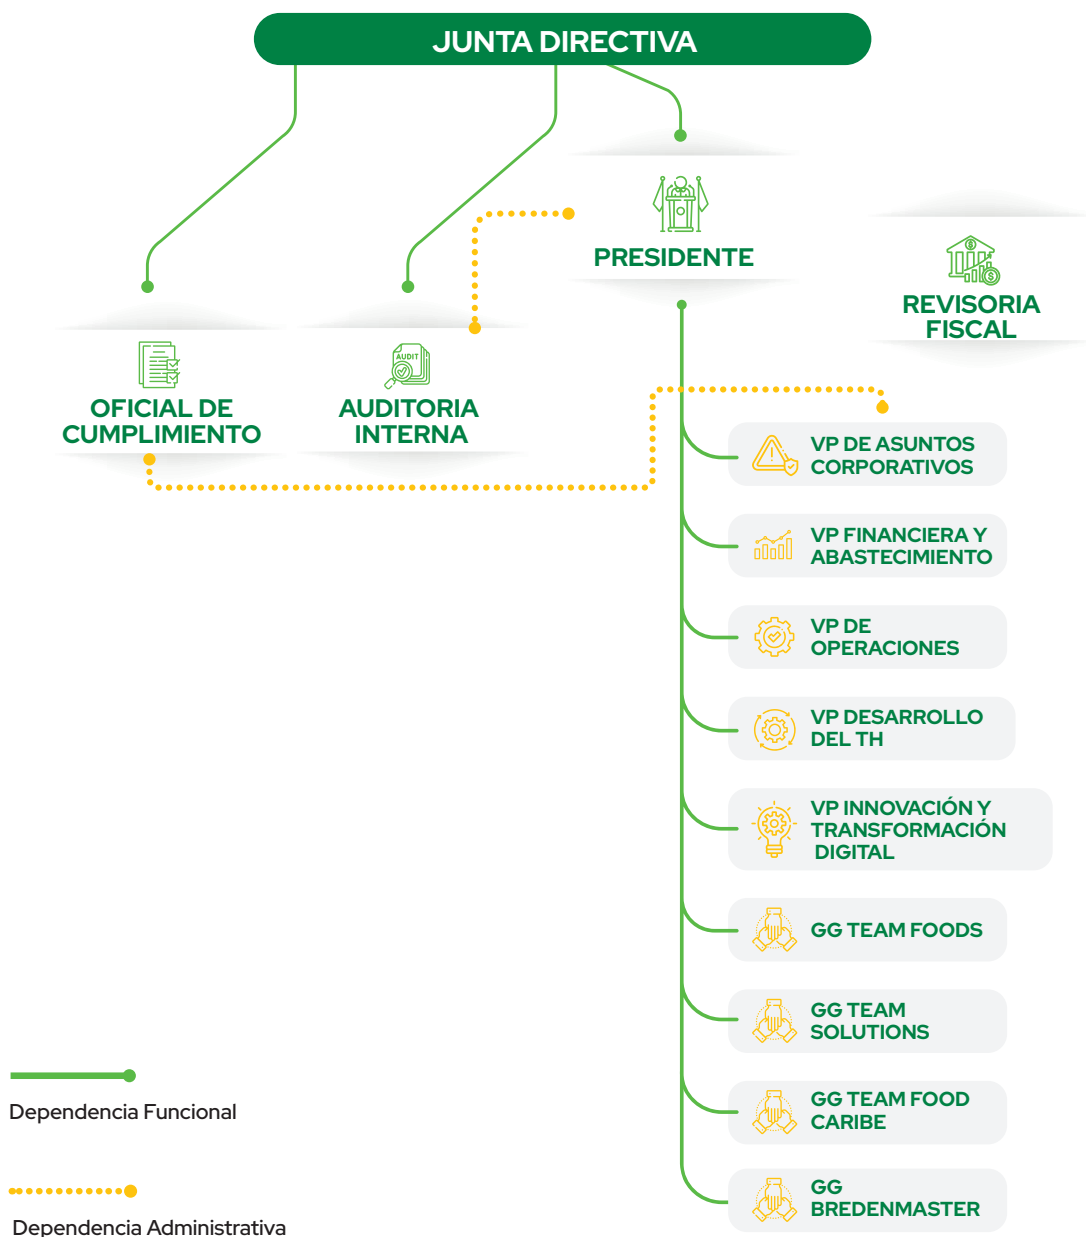 JUNTA DIRECTIVA
PRESIDENTE
REVISORIA
FISCAL
AUDIT
OFICIAL DE
CUMPLIMIENTO
AUDITORIA
INTERNA
VP DE ASUNTOS
CORPORATIVOS
VP FINANCIERA Y
ABASTECIMIENTO
VP DE
OPERACIONES
VP DESARROLLO
DEL TH
VP INNOVACIÓN Y
TRANSFORMACIÓN
DIGITAL
GG TEAM FOODS
GG TEAM
SOLUTIONS
GG TEAM FOOD
CARIBE
GG
BREDENMASTER
Dependencia Funcional
Dependencia Administrativa